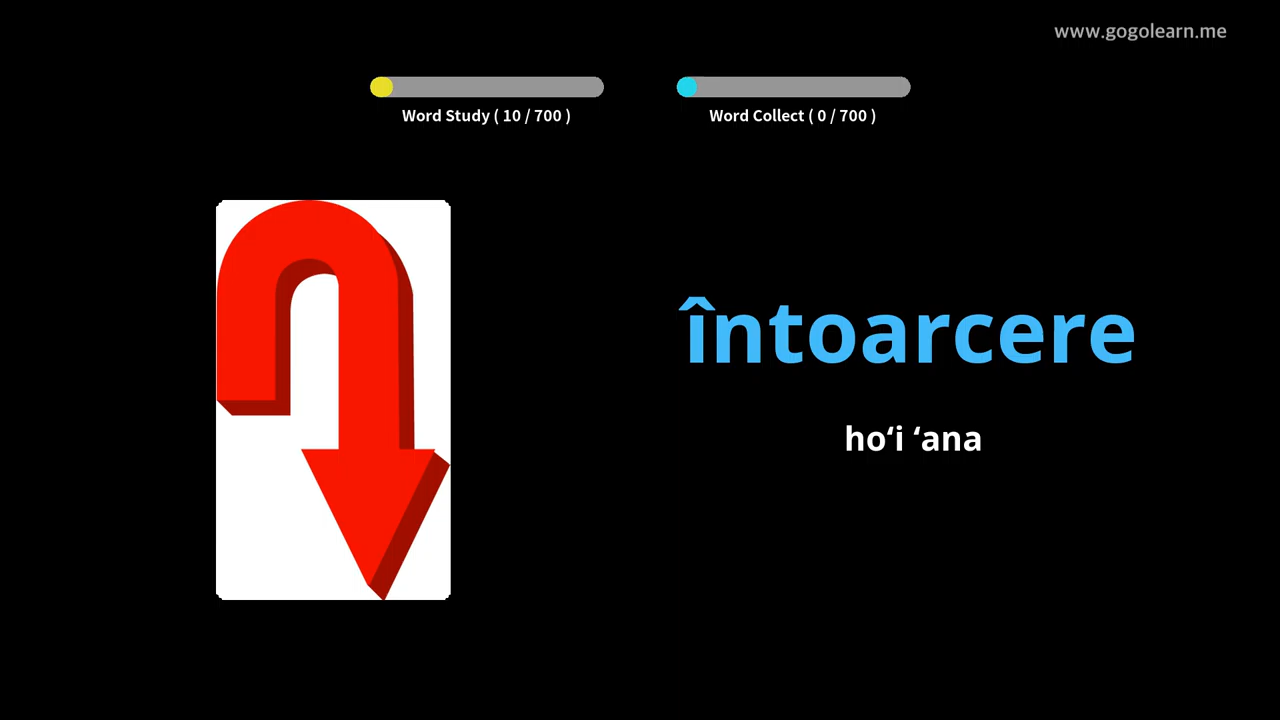 www.gogolearn.me
Word Study ( 10 / 700 )
Word Collect ( 0 / 700 )
întoarcere
hoʻi ʻana